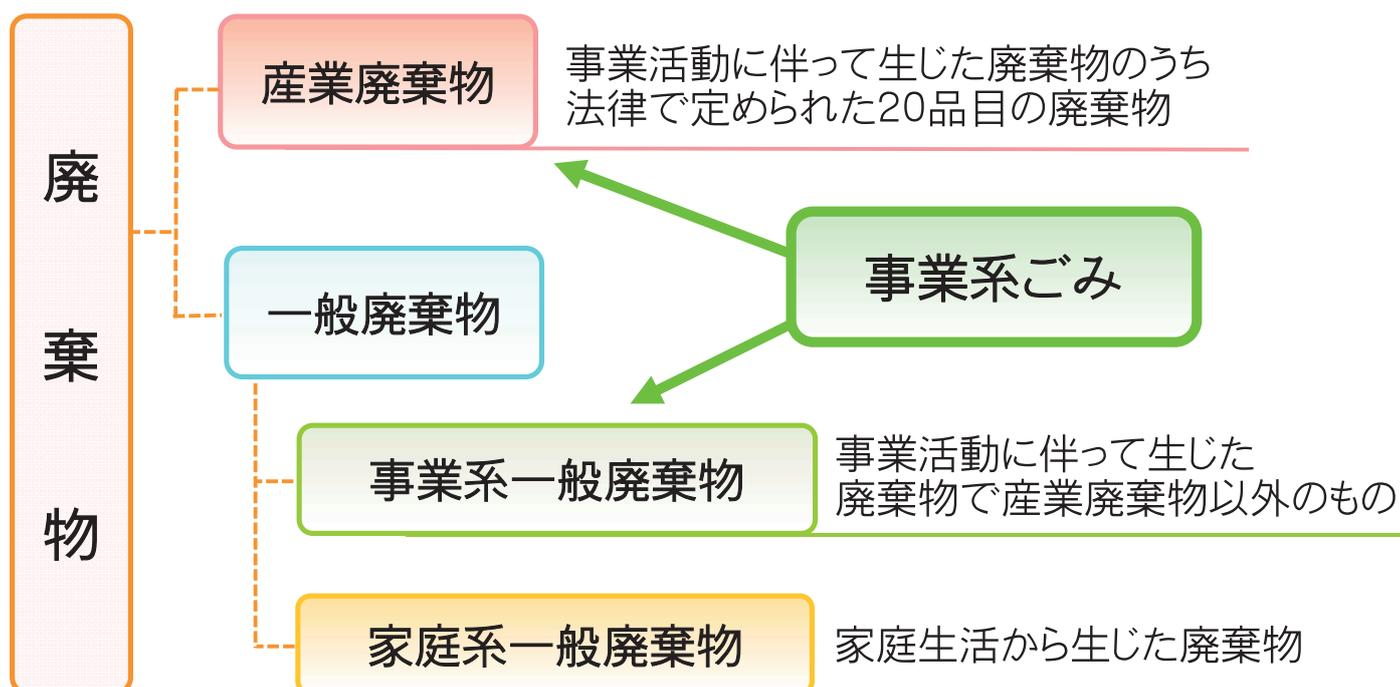 廃棄物
産業廃棄物
事業活動に伴って生じた廃棄物のうち
法律で定められた20品目の廃棄物
事業系ごみ
一般廃棄物
事業系一般廃棄物
事業活動に伴って生じた
廃棄物で産業廃棄物以外のもの
家庭系一般廃棄物
家庭生活から生じた廃棄物